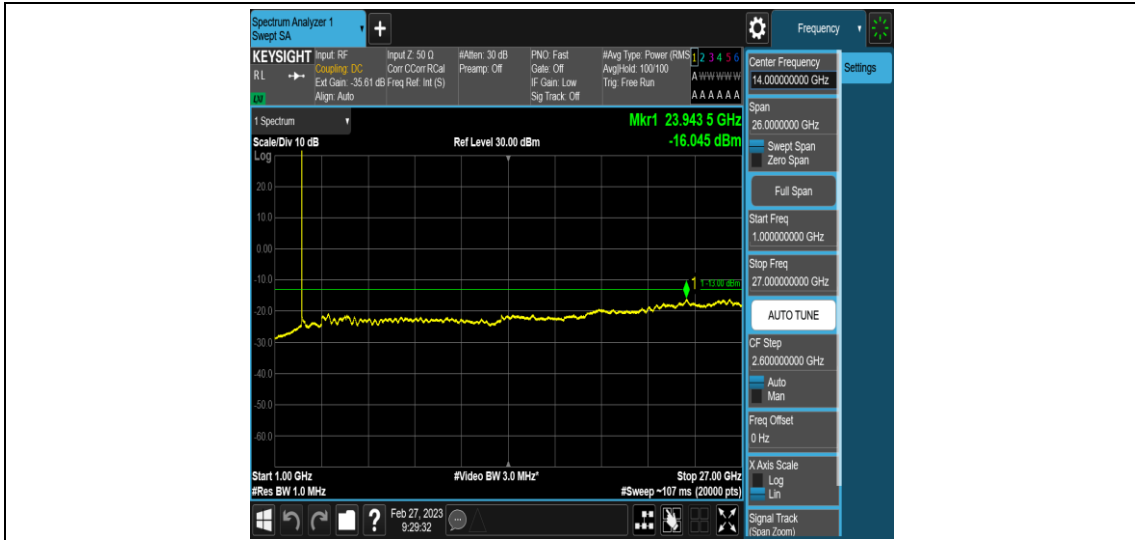 Spectrum Analyzer 1
Swept SA
+
Frequency
KEYSIGHT
RL
LXI
Input: RF
Coupling: DC
Ext Gain: -35.61 dB
Align: Auto
Input Z: 50 Ω
Corr CCorr RCal
Freq Ref: Int (S)
#Atten: 30 dB
Preamp: Off
PNO: Fast
Gate: Off
IF Gain: Low
Sig Track: Off
#Avg Type: Power (RMS
Avg|Hold: 100/100
Trig: Free Run
1 2 3 4 5 6
A W W W W W
A A A A A A
1 Spectrum
Mkr1 23.943 5 GHz
Scale/Div 10 dB
Ref Level 30.00 dBm
-16.045 dBm
Log
20.0
10.0
0.00
-10.0
-20.0
-30.0
-40.0
-50.0
-60.0
1
1 -13.00 dBm
Start 1.00 GHz
#Video BW 3.0 MHz*
Stop 27.00 GHz
#Res BW 1.0 MHz
#Sweep ~107 ms (20000 pts)
?
Feb 27, 2023
9:29:32
Center Frequency
14.000000000 GHz
Settings
Span
26.0000000 GHz
Swept Span
Zero Span
Full Span
Start Freq
1.000000000 GHz
Stop Freq
27.000000000 GHz
AUTO TUNE
CF Step
2.600000000 GHz
Auto
Man
Freq Offset
0 Hz
X Axis Scale
Log
Lin
Signal Track
(Span Zoom)